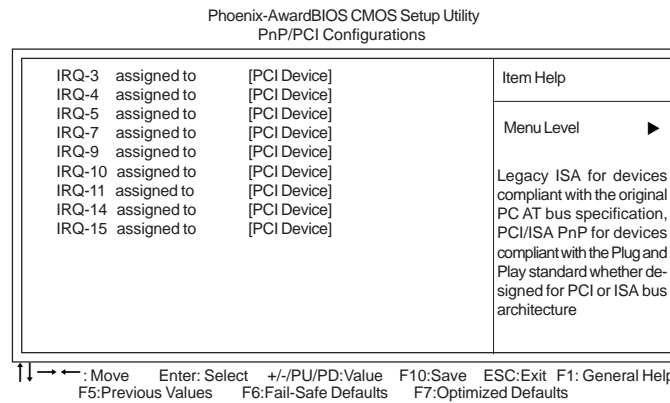 Phoenix-AwardBIOS CMOS Setup Utility
PnP/PCI Configurations
IRQ-3 assigned to [PCI Device]
IRQ-4 assigned to [PCI Device]
IRQ-5 assigned to [PCI Device]
IRQ-7 assigned to [PCI Device]
IRQ-9 assigned to [PCI Device]
IRQ-10 assigned to [PCI Device]
IRQ-11 assigned to [PCI Device]
IRQ-14 assigned to [PCI Device]
IRQ-15 assigned to [PCI Device]
Item Help
Menu Level ▶
Legacy ISA for devices
compliant with the original
PC AT bus specification,
PCI/ISA PnP for devices
compliant with the Plug and
Play standard whether de-
signed for PCI or ISA bus
architecture
↑↓→←: Move Enter: Select +/-/PU/PD:Value F10:Save ESC:Exit F1: General Help
F5:Previous Values F6:Fail-Safe Defaults F7:Optimized Defaults